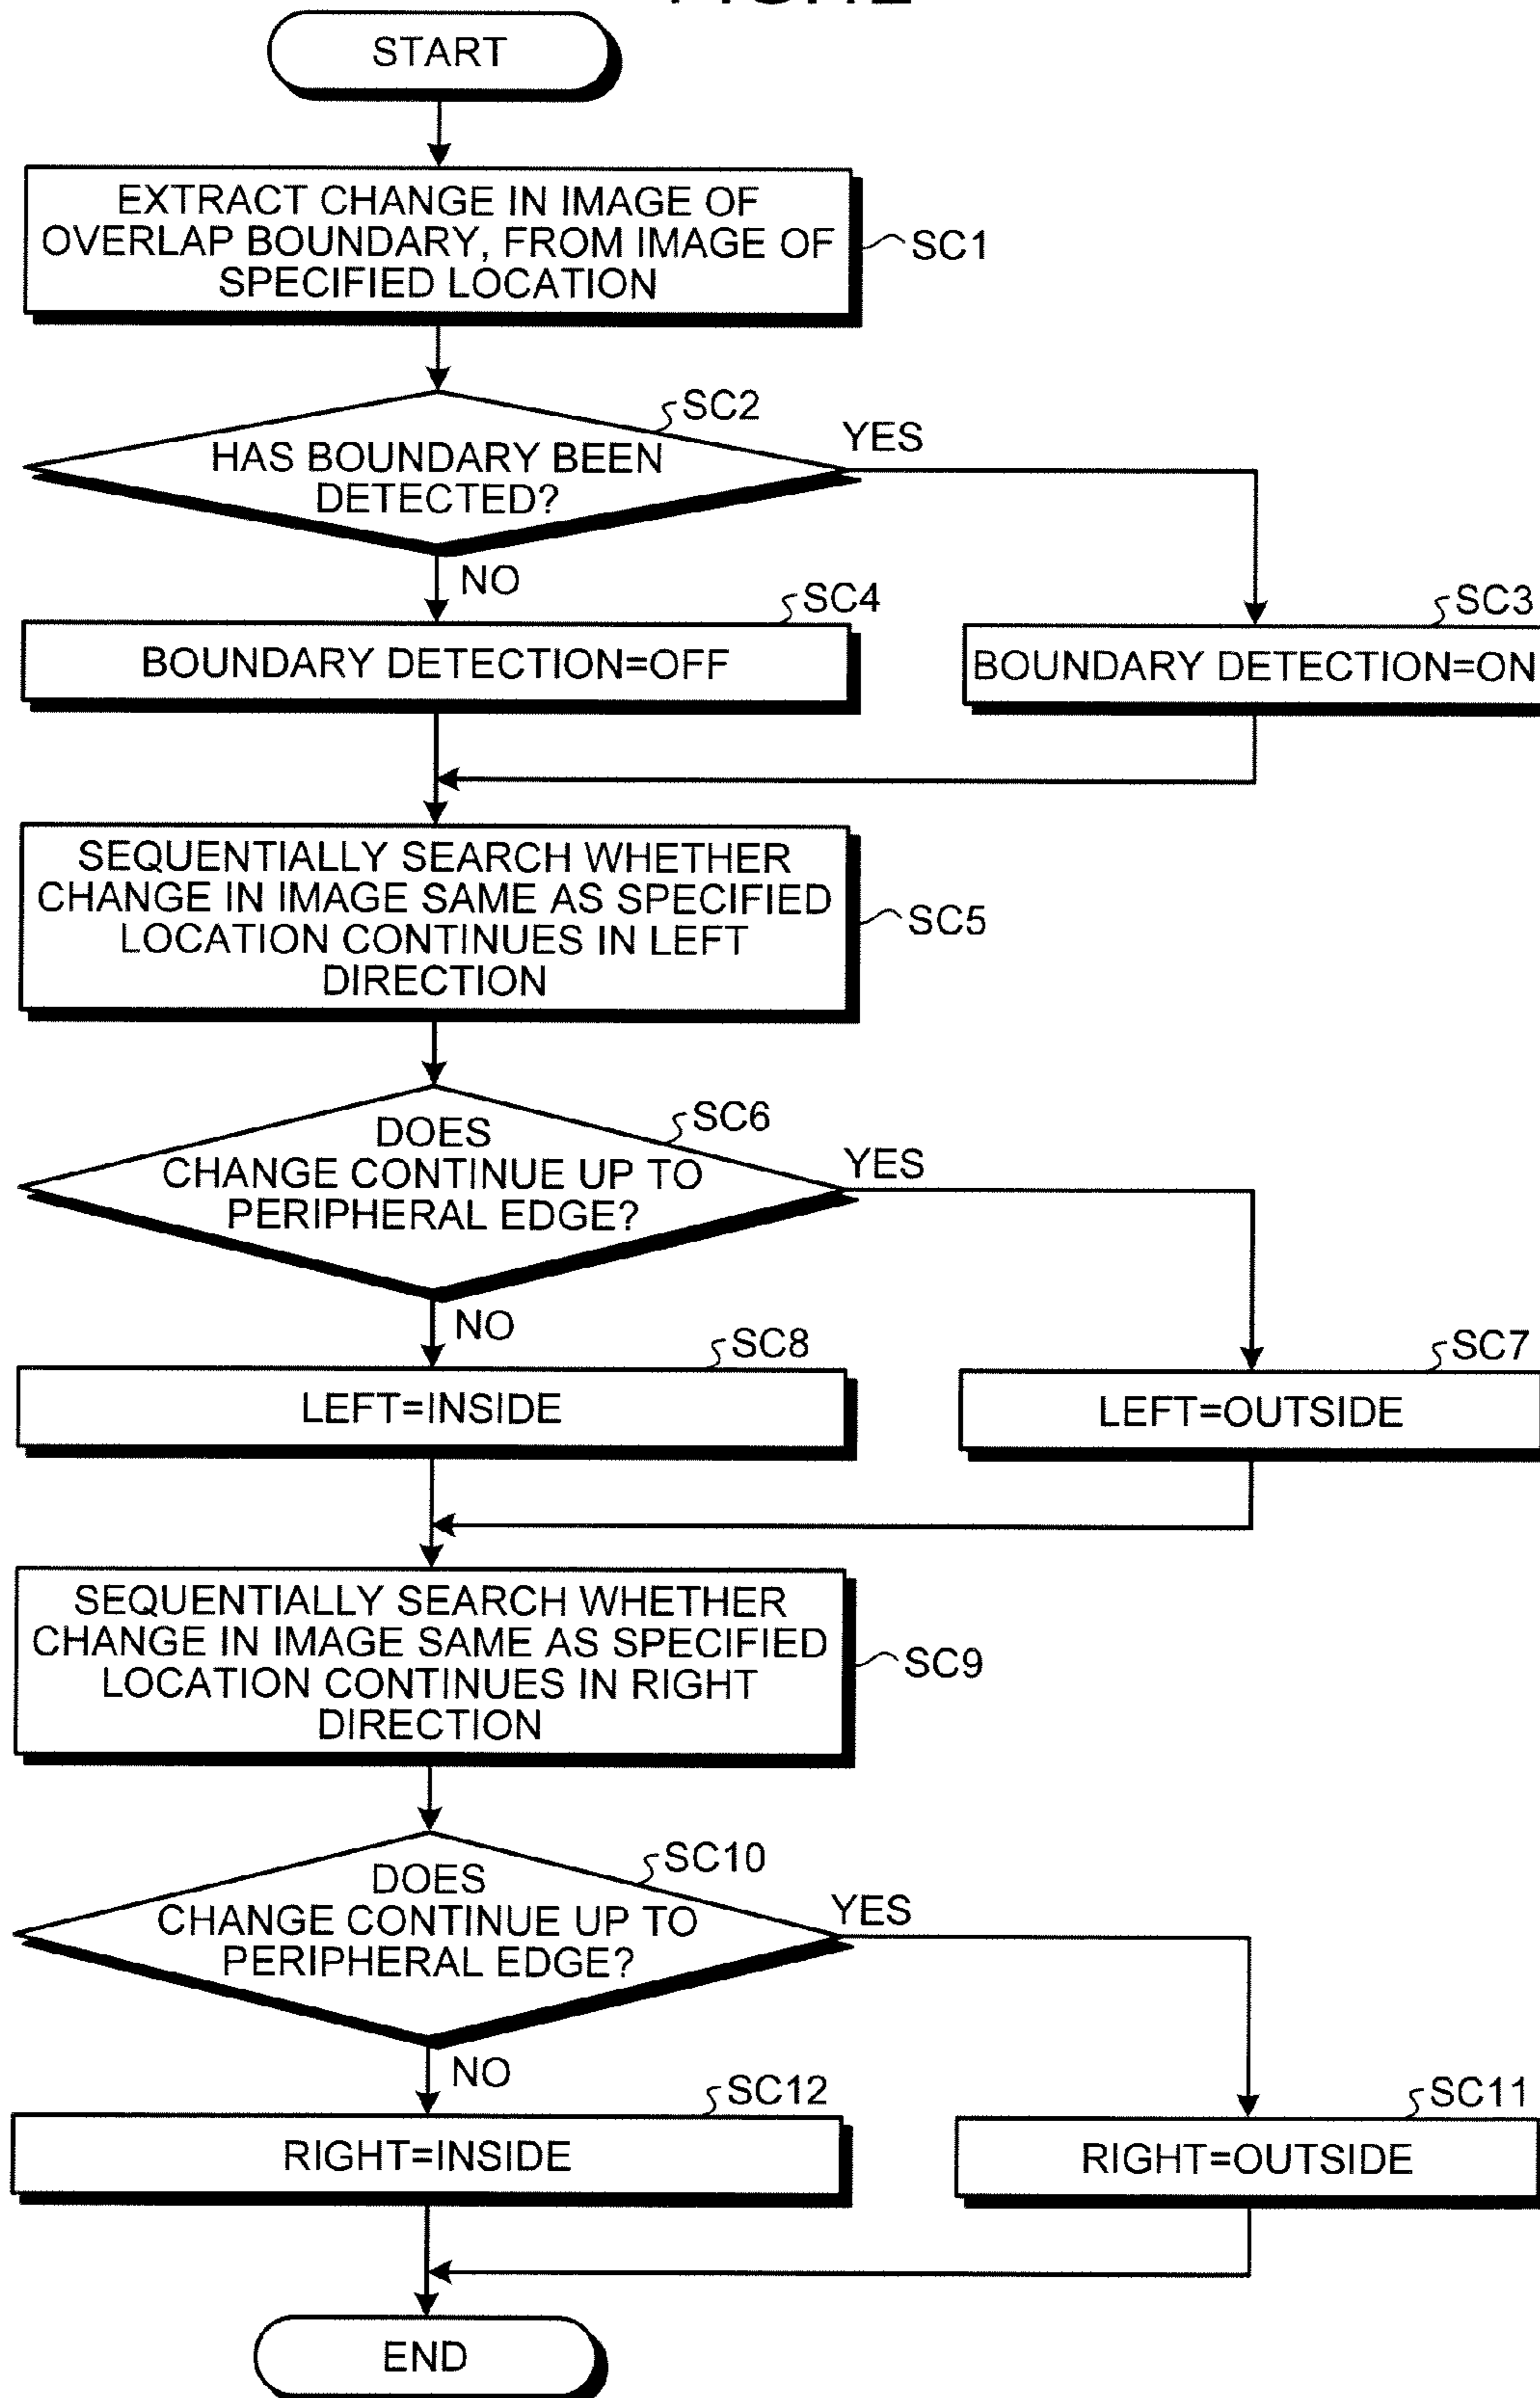 START
EXTRACT CHANGE IN IMAGE OF
OVERLAP BOUNDARY, FROM IMAGE OF
SPECIFIED LOCATION
SC1
SC2
HAS BOUNDARY BEEN
DETECTED?
YES
NO
SC4
BOUNDARY DETECTION=OFF
SC3
BOUNDARY DETECTION=ON
SEQUENTIALLY SEARCH WHETHER
CHANGE IN IMAGE SAME AS SPECIFIED
LOCATION CONTINUES IN LEFT
DIRECTION
SC5
SC6
DOES
CHANGE CONTINUE UP TO
PERIPHERAL EDGE?
YES
NO
SC8
LEFT=INSIDE
SC7
LEFT=OUTSIDE
SEQUENTIALLY SEARCH WHETHER
CHANGE IN IMAGE SAME AS SPECIFIED
LOCATION CONTINUES IN RIGHT
DIRECTION
SC9
SC10
DOES
CHANGE CONTINUE UP TO
PERIPHERAL EDGE?
YES
NO
SC12
RIGHT=INSIDE
SC11
RIGHT=OUTSIDE
END